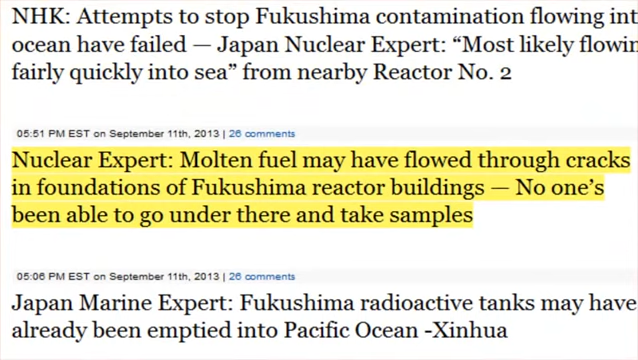 NHK: Attempts to stop Fukushima contamination flowing int
ocean have failed — Japan Nuclear Expert: “Most likely flowin
fairly quickly into sea” from nearby Reactor No. 2
05:51 PM EST on September 11th, 2013 | 26 comments
Nuclear Expert: Molten fuel may have flowed through cracks
in foundations of Fukushima reactor buildings — No one’s
been able to go under there and take samples
05:06 PM EST on September 11th, 2013 | 26 comments
Japan Marine Expert: Fukushima radioactive tanks may have
already been emptied into Pacific Ocean -Xinhua